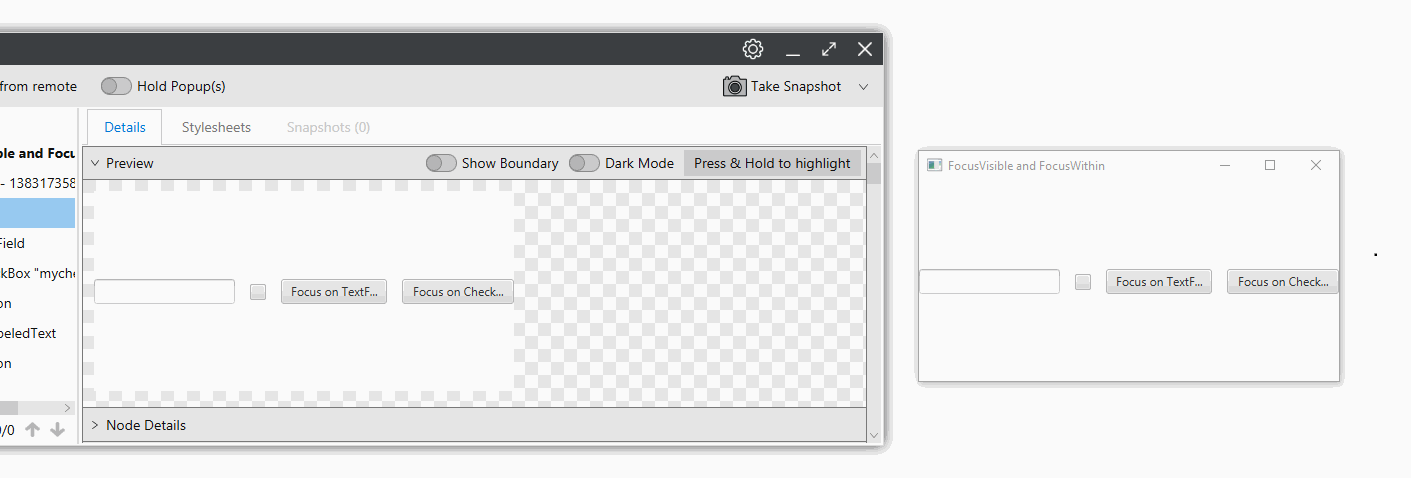 from remote
Hold Popup(s)
Take Snapshot
Details
Stylesheets
Snapshots (0)
ble and Focu
- 138317358
Field
kBox "myche
on
beledText
on
/0
Preview
Show Boundary
Dark Mode
Press & Hold to highlight
Focus on TextF...
Focus on Check...
Node Details
FocusVisible and FocusWithin
Focus on TextF...
Focus on Check...